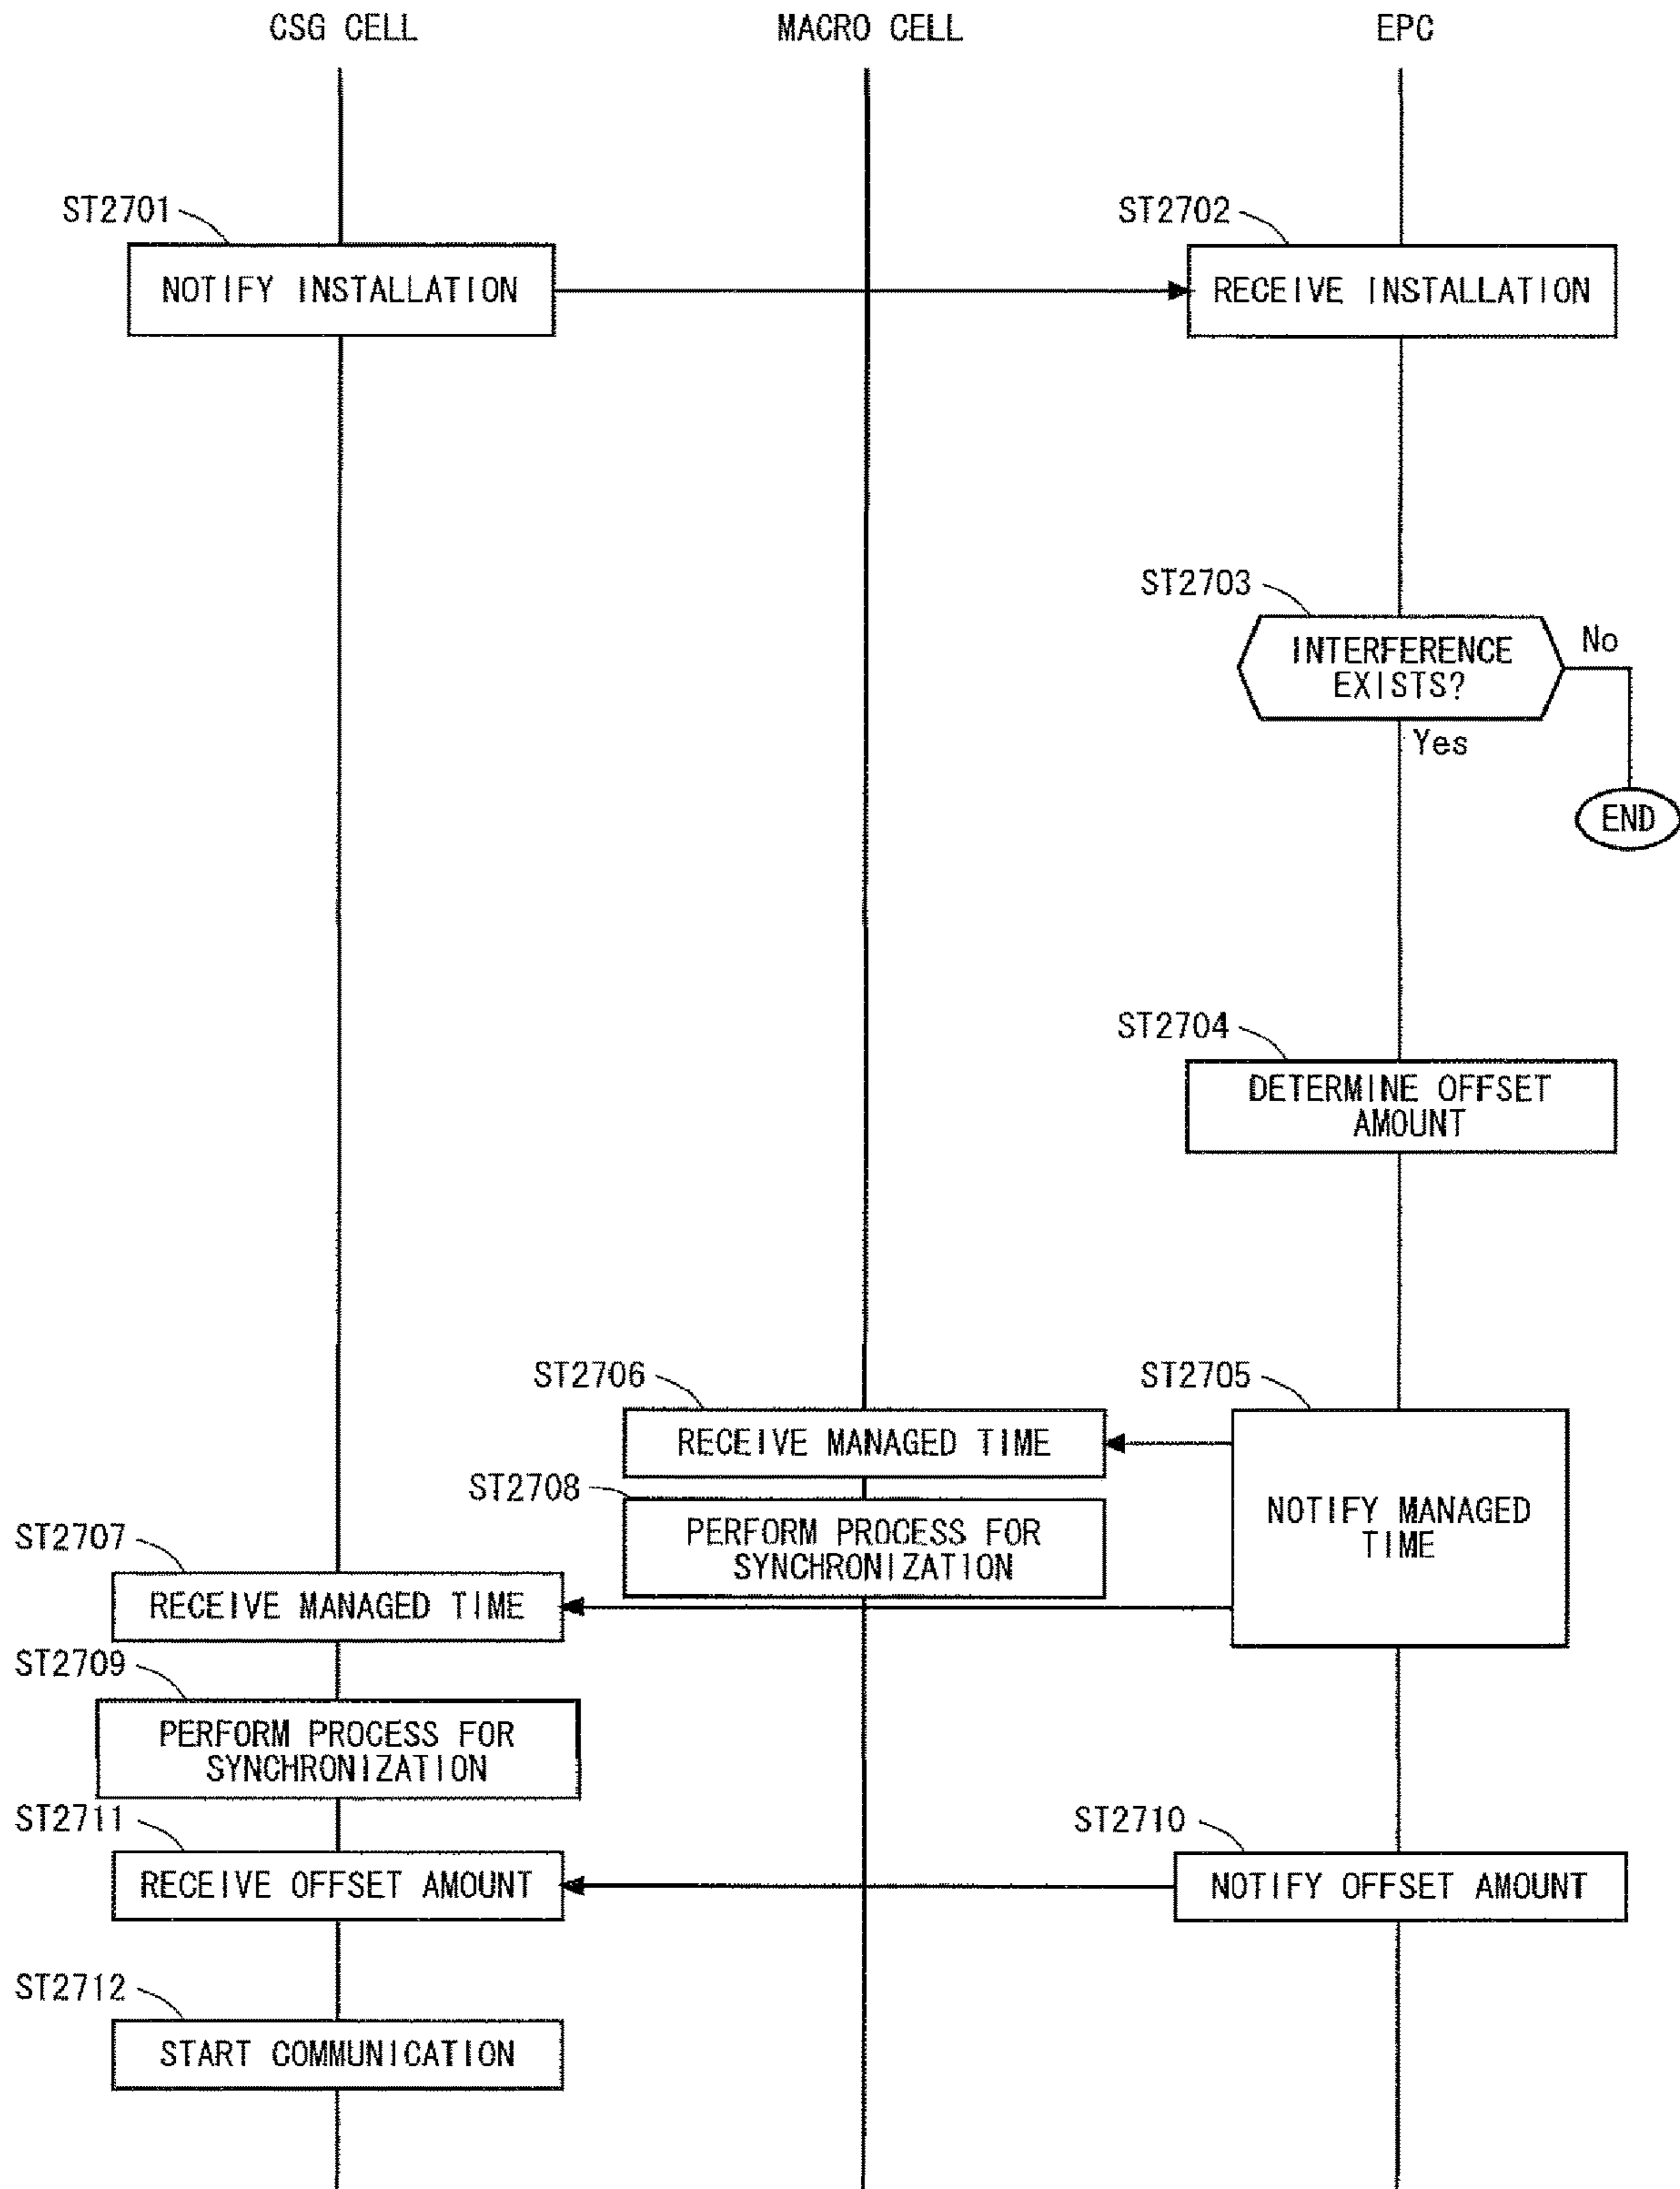 CSG CELL
MACRO CELL
EPC
ST2701
NOTIFY INSTALLATION
ST2702
RECEIVE INSTALLATION
ST2703
INTERFERENCE
EXISTS?
No
Yes
END
ST2704
DETERMINE OFFSET
AMOUNT
ST2706
RECEIVE MANAGED TIME
ST2705
NOTIFY MANAGED
TIME
ST2708
PERFORM PROCESS FOR
SYNCHRONIZATION
ST2707
RECEIVE MANAGED TIME
ST2709
PERFORM PROCESS FOR
SYNCHRONIZATION
ST2711
RECEIVE OFFSET AMOUNT
ST2710
NOTIFY OFFSET AMOUNT
ST2712
START COMMUNICATION